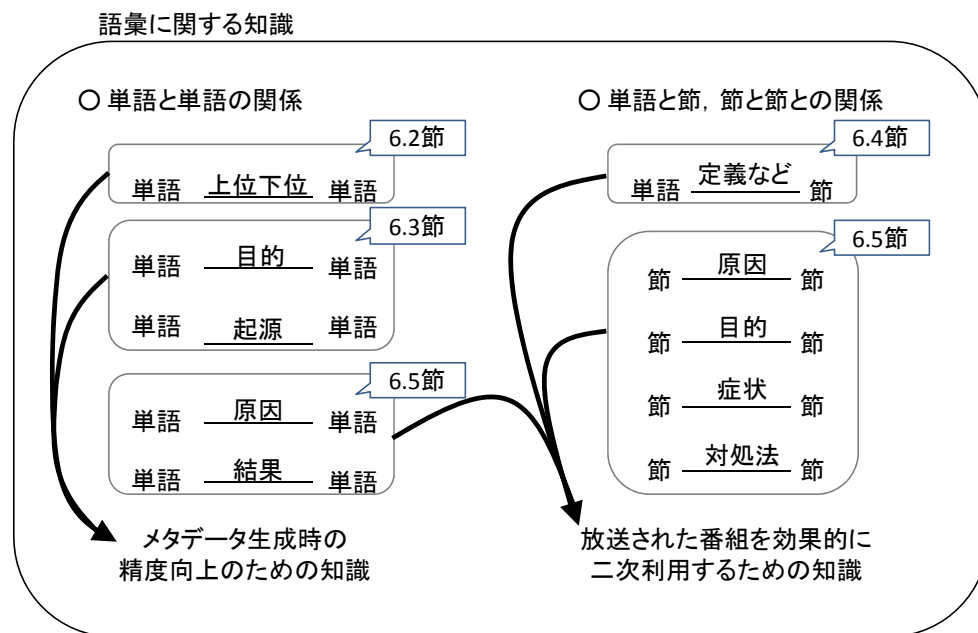 語彙に関する知識
○ 単語と単語の関係
6.2節
単語 上位下位 単語
6.3節
単語 目的 単語
単語 起源 単語
6.5節
単語 原因 単語
単語 結果 単語
メタデータ生成時の
精度向上のための知識
○ 単語と節, 節と節との関係
6.4節
単語 定義など 節
6.5節
節 原因 節
節 目的 節
節 症状 節
節 対処法 節
放送された番組を効果的に
二次利用するための知識